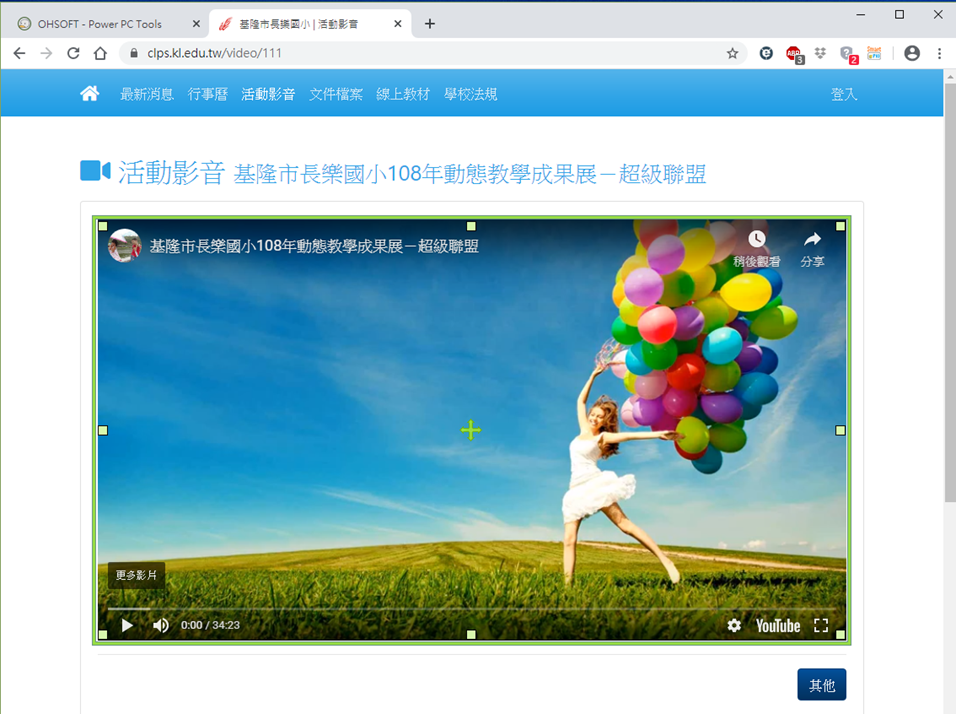 OHSOFT - Power PC Tools
基隆市長樂國小 | 活動影音
clps.kl.edu.tw/video/111
ABP
3
2
最新消息 行事曆 活動影音 文件檔案 線上教材 學校法規 登入
活動影音 基隆市長樂國小108年動態教學成果展－超級聯盟
基隆市長樂國小108年動態教學成果展－超級聯盟
稍後觀看 分享
更多影片
0:00 / 34:23
YouTube
其他